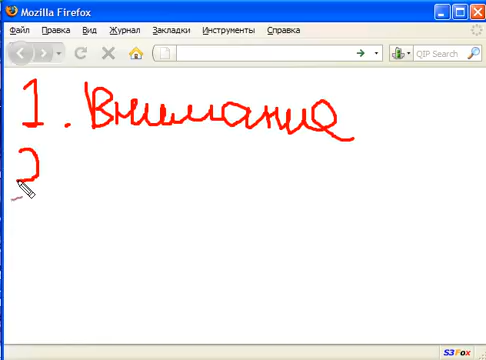 Mozilla Firefox
Файл Правка Вид Журнал Закладки Инструменты Справка
QIP Search
1. Внимание
2
S3Fox